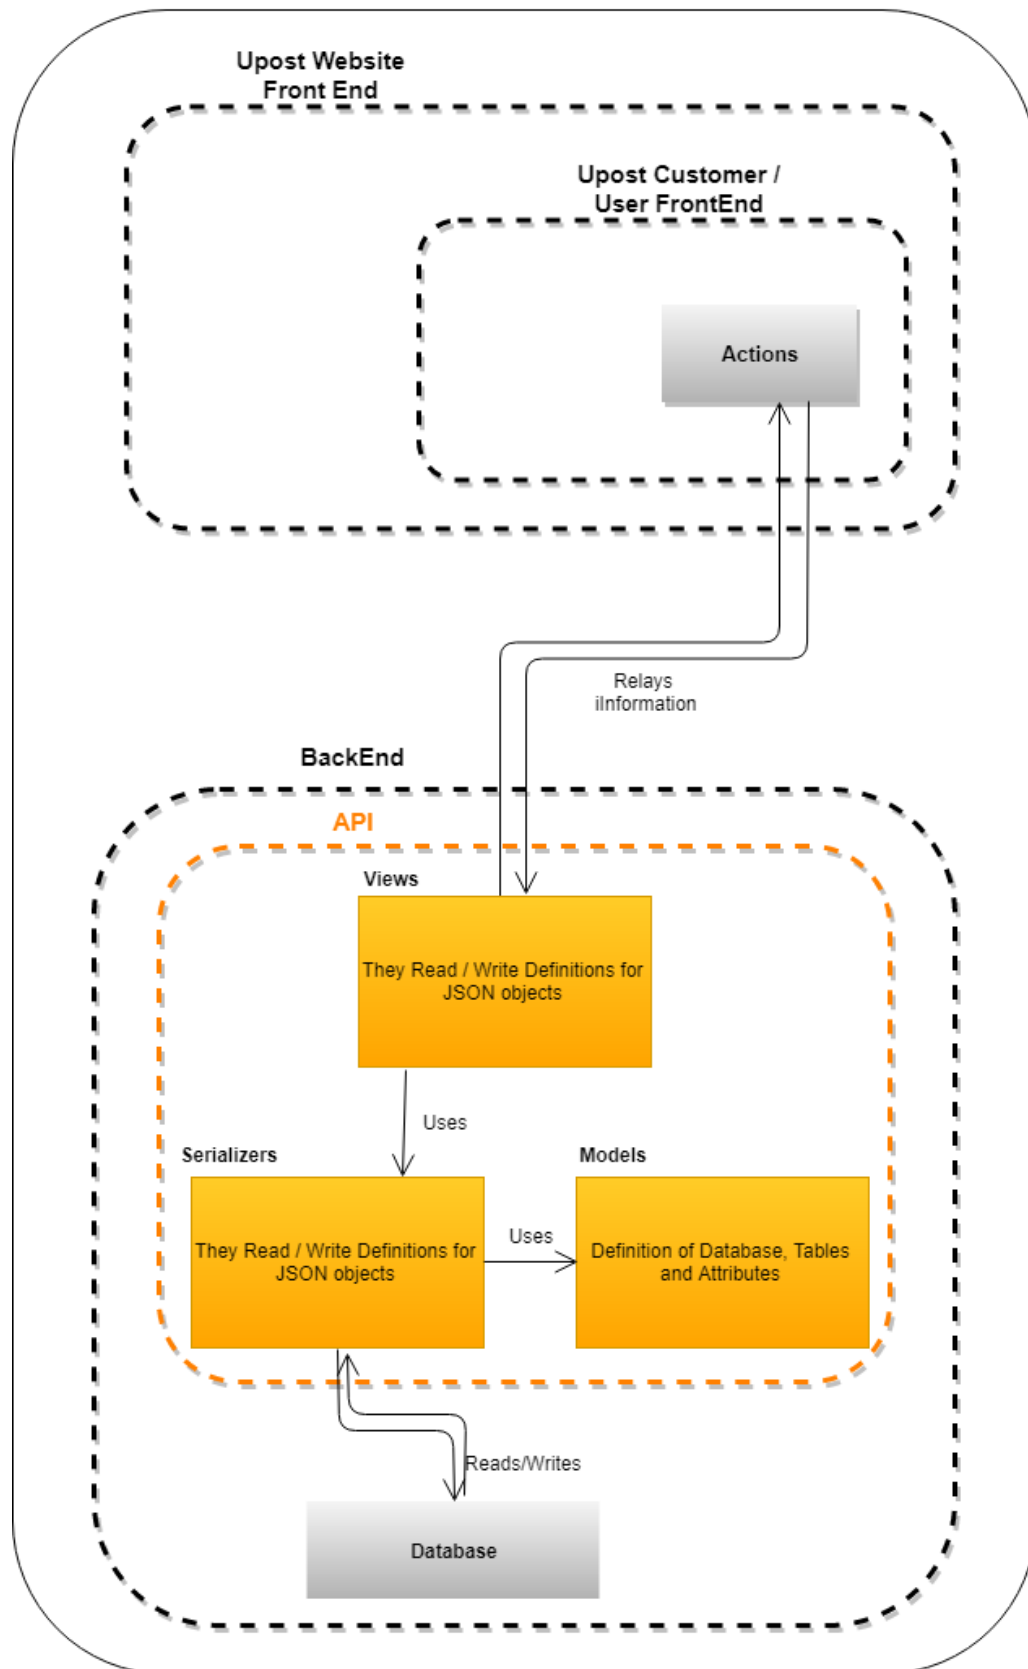 Upost Website
Front End
Upost Customer /
User FrontEnd
Actions
Relays
iInformation
BackEnd
API
Views
They Read / Write Definitions for
JSON objects
Uses
Serializers
Models
They Read / Write Definitions for
JSON objects
Uses
Definition of Database, Tables
and Attributes
Reads/Writes
Database